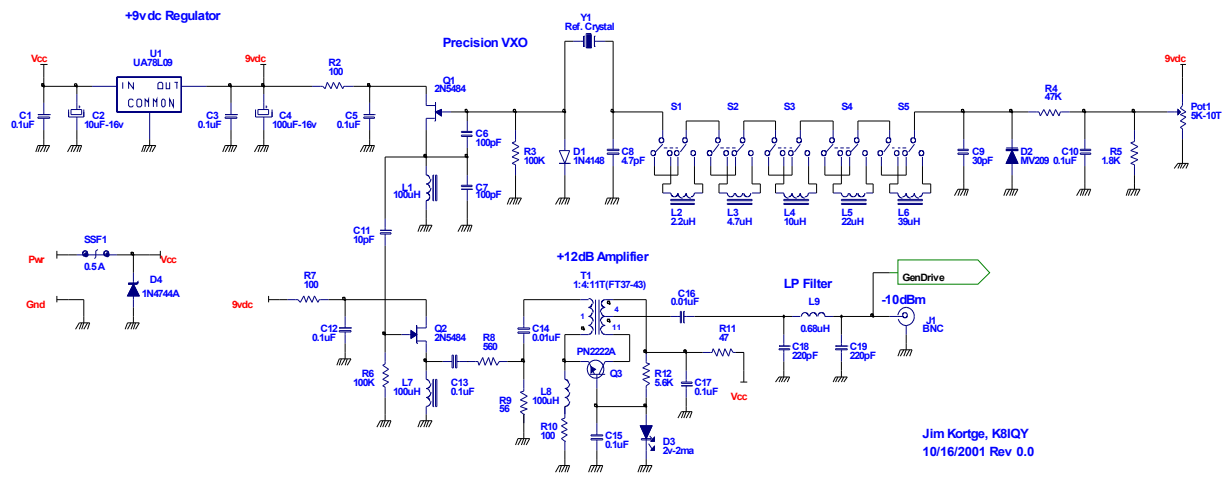 +9vdc Regulator
Precision VXO
Y1
Ref. Crystal
Vcc
U1
UA78L09
IN OUT
COMMON
9vdc
R2
100
Q1
2N5484
C1
0.1uF
C2
10uF-16v
C3
0.1uF
C4
100uF-16v
C5
0.1uF
C6
100pF
R3
100K
D1
1N4148
C8
4.7pF
S1
S2
S3
S4
S5
C9
30pF
D2
MV209
R4
47K
C10
0.1uF
R5
1.8K
9vdc
Pot1
5K-10T
L1
100uH
C7
100pF
L2
2.2uH
L3
4.7uH
L4
10uH
L5
22uH
L6
39uH
C11
10pF
SSF1
Pwr
0.5A
Vcc
D4
1N4744A
Gnd
+12dB Amplifier
T1
1:4:11T(FT37-43)
1
4
11
R7
100
9vdc
C12
0.1uF
Q2
2N5484
R6
100K
L7
100uH
C13
0.1uF
R8
560
C14
0.01uF
R9
56
PN2222A
Q3
L8
100uH
R10
100
C15
0.1uF
R12
5.6K
D3
2v-2ma
C16
0.01uF
C17
0.1uF
R11
47
Vcc
LP Filter
L9
0.68uH
C18
220pF
C19
220pF
GenDrive
-10dBm
J1
BNC
Jim Kortge, K8IQY
10/16/2001 Rev 0.0